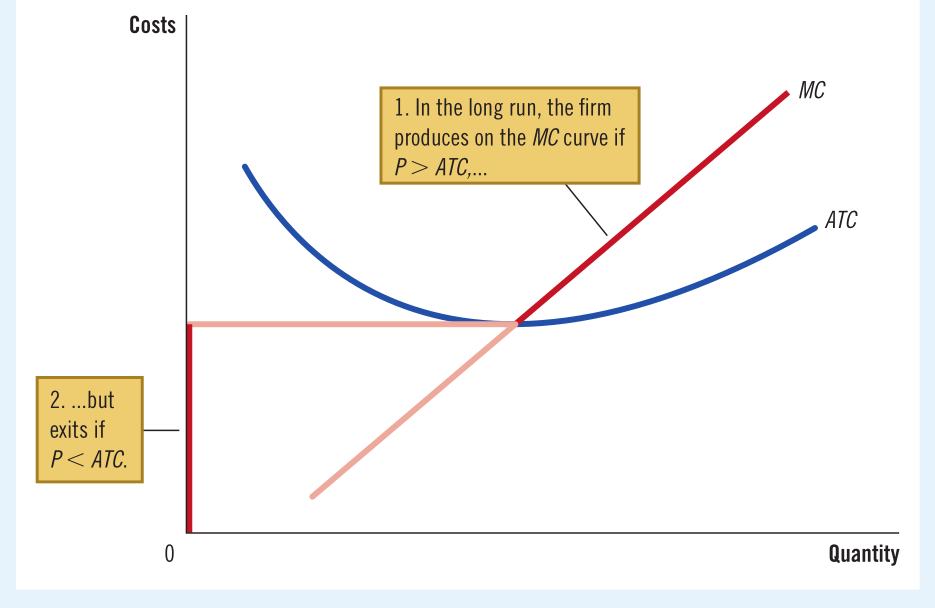 Costs
MC
1. In the long run, the firm
produces on the MC curve if
P > ATC,...
ATC
2. ...but
exits if
P < ATC.
0
Quantity